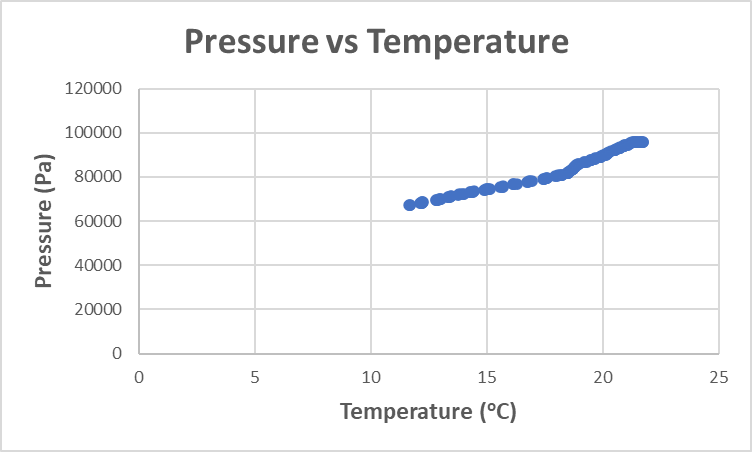 Pressure vs Temperature
120000
100000
80000
60000
40000
20000
0
Pressure (Pa)
0 5 10 15 20 25
Temperature (°C)